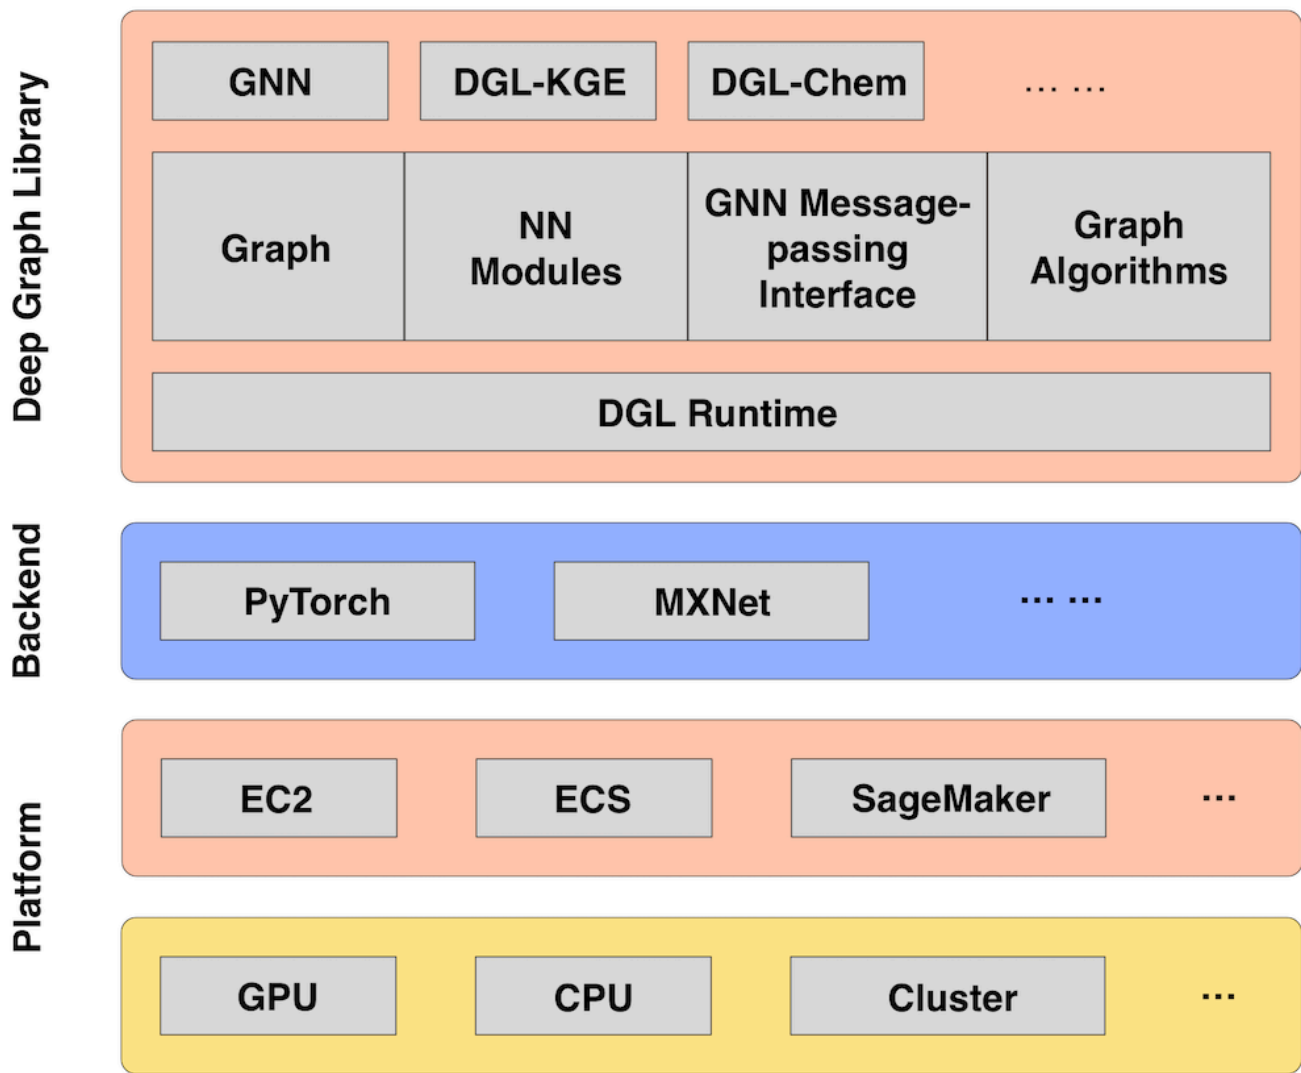 Deep Graph Library
GNN
DGL-KGE
DGL-Chem
... ...
Graph
NN
Modules
GNN Message-
passing
Interface
Graph
Algorithms
DGL Runtime
Backend
PyTorch
MXNet
... ...
Platform
EC2
ECS
SageMaker
...
GPU
CPU
Cluster
...